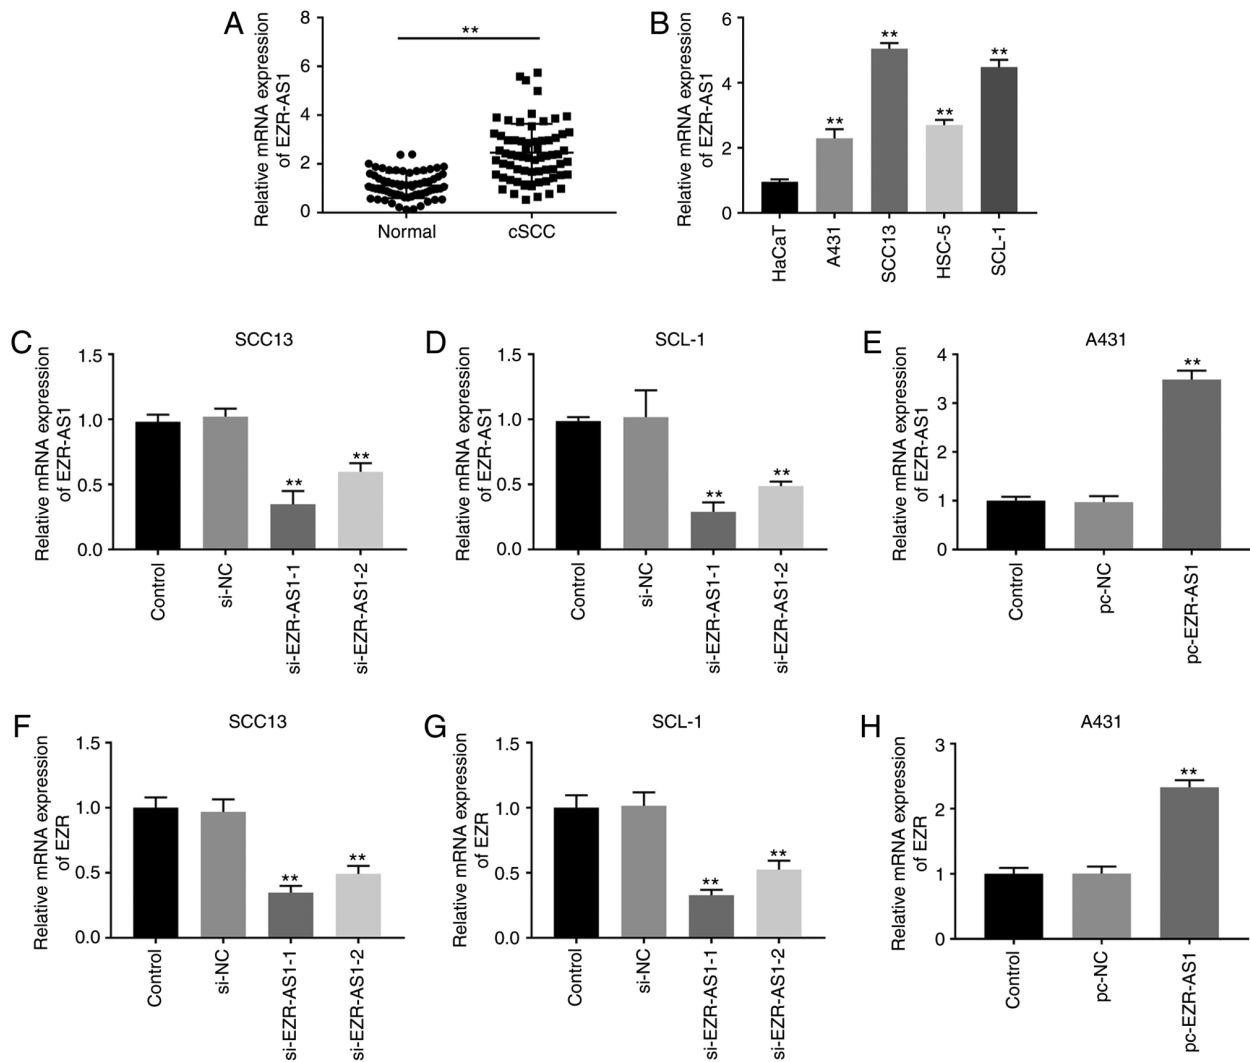 A
Relative mRNA expression
of EZR-AS1
8
6
4
2
0
**
Normal
cSCC
B
Relative mRNA expression
of EZR-AS1
6
4
2
0
**
**
**
**
HaCaT
A431
SCC13
HSC-5
SCL-1
C
SCC13
Relative mRNA expression
of EZR-AS1
1.5
1.0
0.5
0.0
**
**
Control
si-NC
si-EZR-AS1-1
si-EZR-AS1-2
D
SCL-1
Relative mRNA expression
of EZR-AS1
1.5
1.0
0.5
0.0
**
**
Control
si-NC
si-EZR-AS1-1
si-EZR-AS1-2
E
A431
Relative mRNA expression
of EZR-AS1
4
3
2
1
0
**
Control
pc-NC
pc-EZR-AS1
F
SCC13
Relative mRNA expression
of EZR
1.5
1.0
0.5
0.0
**
**
Control
si-NC
si-EZR-AS1-1
si-EZR-AS1-2
G
SCL-1
Relative mRNA expression
of EZR
1.5
1.0
0.5
0.0
**
**
Control
si-NC
si-EZR-AS1-1
si-EZR-AS1-2
H
A431
Relative mRNA expression
of EZR
3
2
1
0
**
Control
pc-NC
pc-EZR-AS1